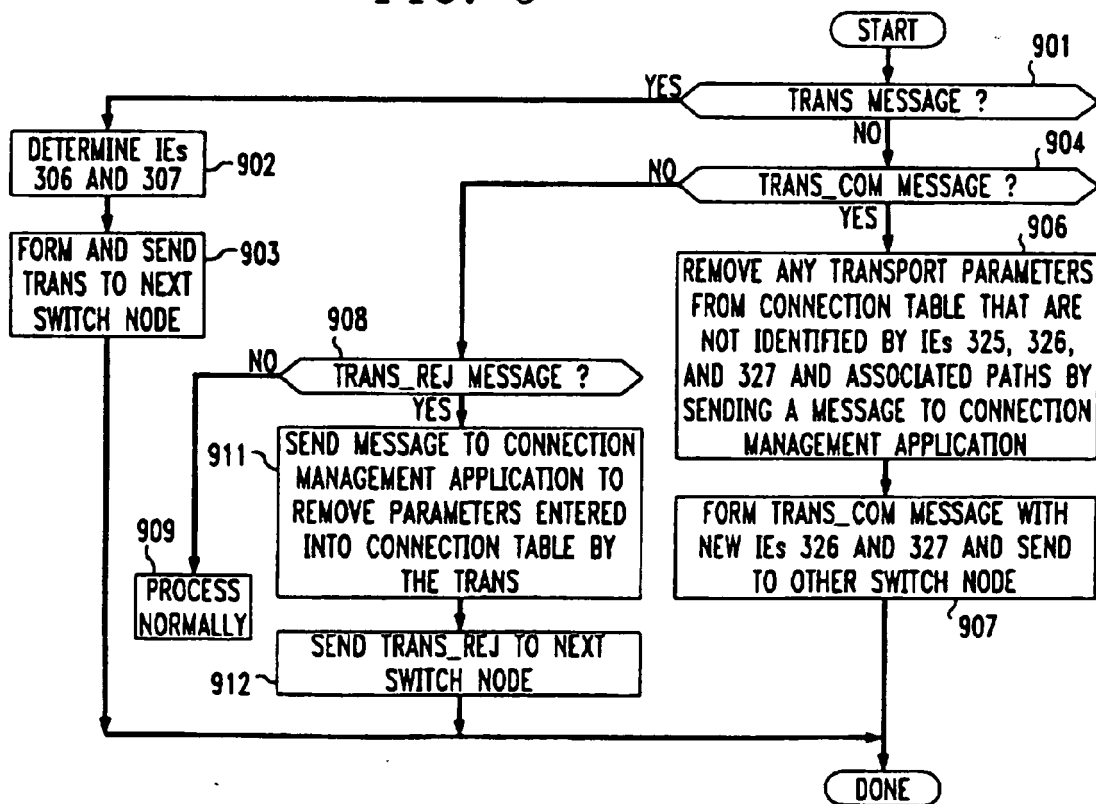 START
901
YES
TRANS MESSAGE ?
NO
904
DETERMINE IEs
306 AND 307
902
NO
TRANS_COM MESSAGE ?
YES
906
FORM AND SEND
TRANS TO NEXT
SWITCH NODE
903
REMOVE ANY TRANSPORT PARAMETERS
FROM CONNECTION TABLE THAT ARE
NOT IDENTIFIED BY IEs 325, 326,
AND 327 AND ASSOCIATED PATHS BY
SENDING A MESSAGE TO CONNECTION
MANAGEMENT APPLICATION
908
NO
TRANS_REJ MESSAGE ?
YES
911
SEND MESSAGE TO CONNECTION
MANAGEMENT APPLICATION TO
REMOVE PARAMETERS ENTERED
INTO CONNECTION TABLE BY
THE TRANS
909
PROCESS
NORMALLY
FORM TRANS_COM MESSAGE WITH
NEW IEs 326 AND 327 AND SEND
TO OTHER SWITCH NODE
907
SEND TRANS_REJ TO NEXT
SWITCH NODE
912
DONE